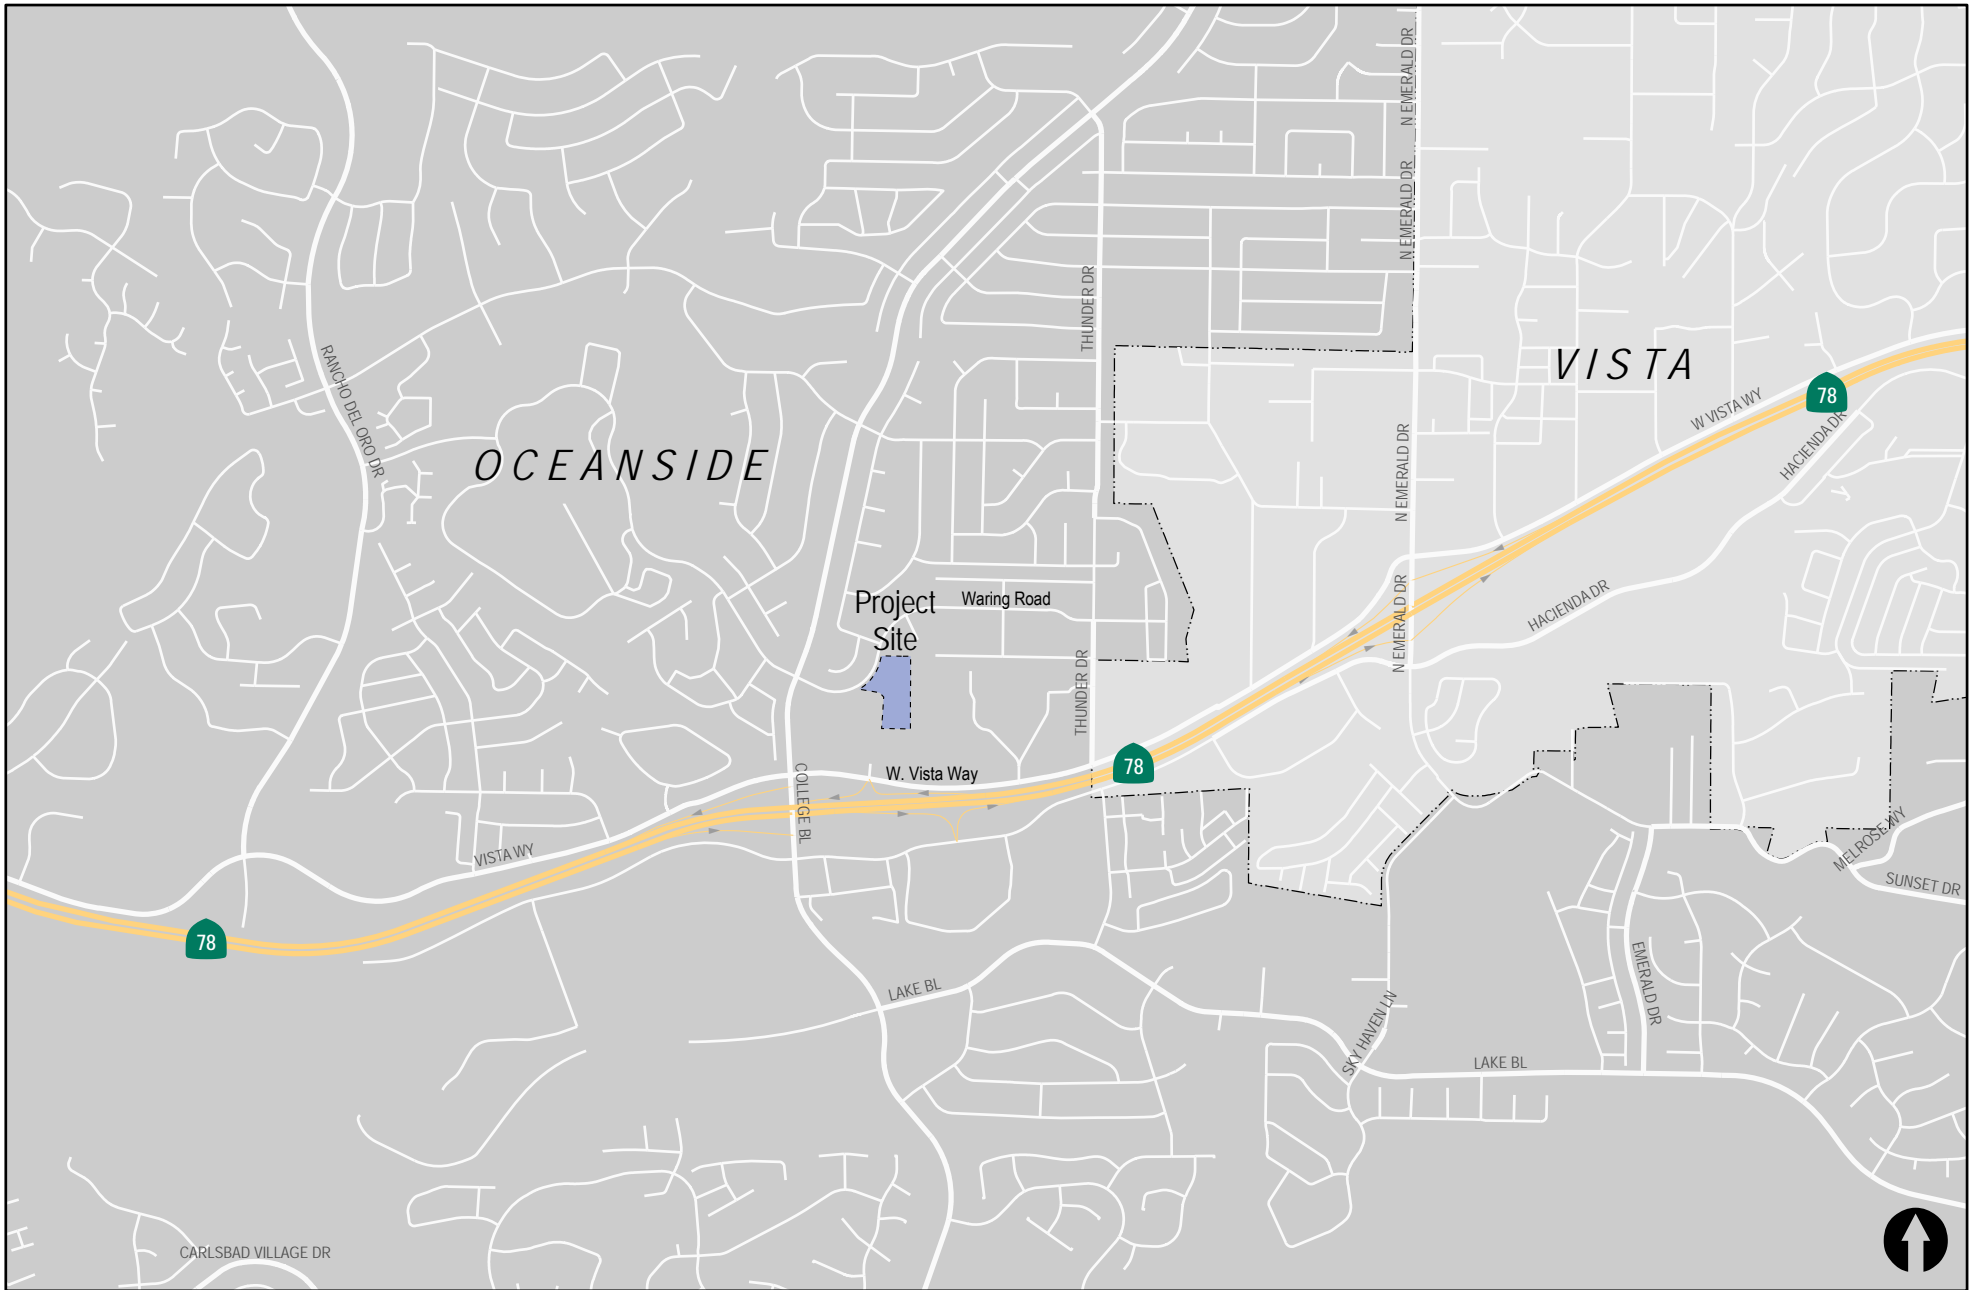 N EMERALD DR
N EMERALD DR
N EMERALD DR
THUNDER DR
RANCHO DEL ORO DR
VISTA
78
W VISTA WY
HACIENDA DR
OCEANSIDE
N EMERALD DR
Project
Site
Waring Road
N EMERALD DR
HACIENDA DR
THUNDER DR
78
W. Vista Way
COLLEGE BL
VISTA WY
MELROSE WY
SUNSET DR
78
EMERALD DR
LAKE BL
SKY HAVEN LN
LAKE BL
CARLSBAD VILLAGE DR